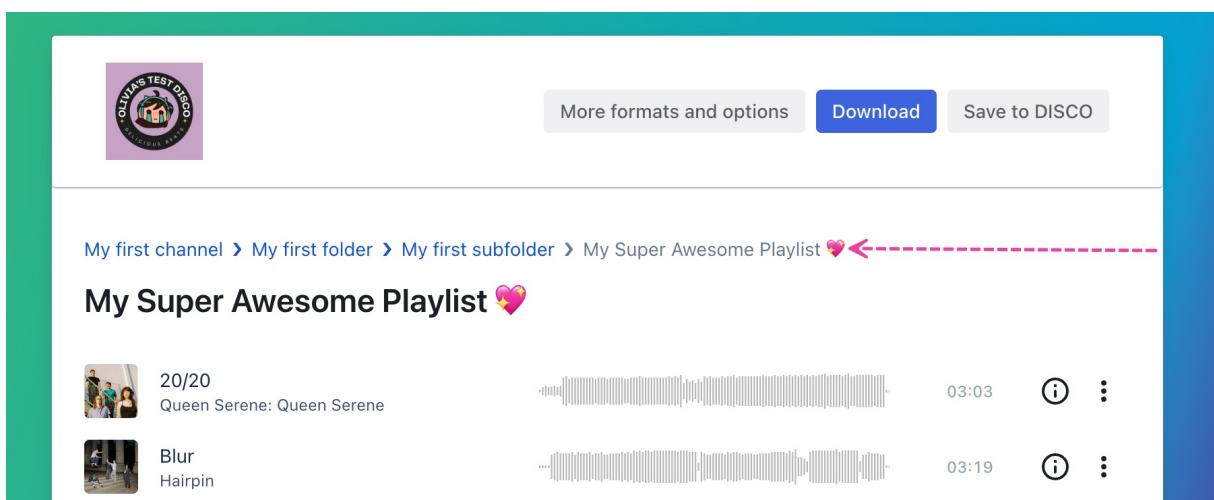 OLIVIA'S TEST DISCO
DELICIOUS BEATS
More formats and options
Download
Save to DISCO
My first channel ❯ My first folder ❯ My first subfolder ❯ My Super Awesome Playlist 💖
My Super Awesome Playlist 💖
20/20
03:03
Queen Serene: Queen Serene
Blur
03:19
Hairpin